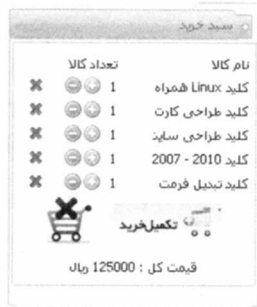 سبد خرید
نام کالا تعداد کالا
کلید Linux همراه 1
کلید طراحی کارت 1
کلید طراحی ساین 1
کلید 2010 - 2007 1
کلید تبدیل فرمت 1
تکمیل خرید
قیمت کل : 125000 ریال